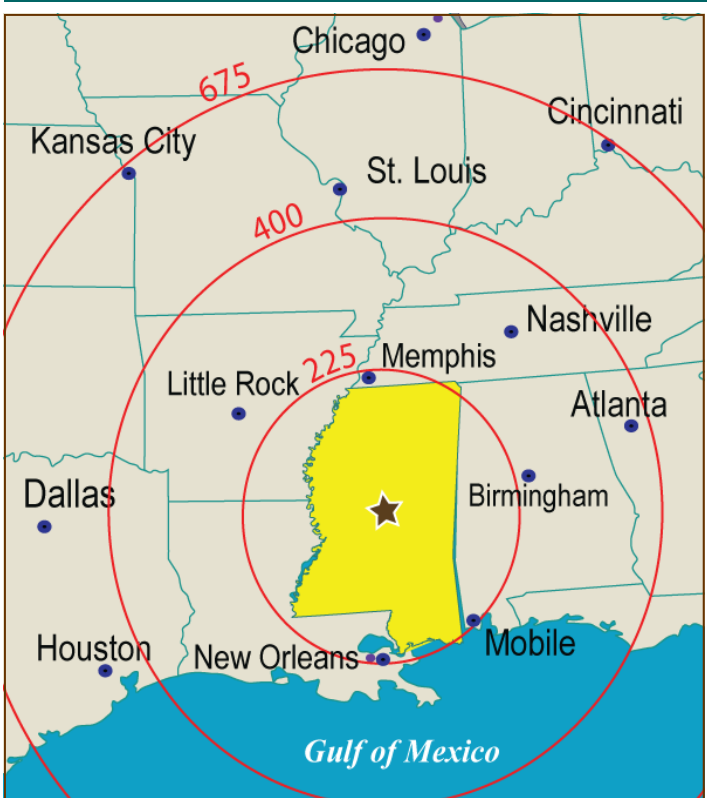 Chicago
675
Cincinnati
Kansas City
St. Louis
400
Nashville
225
Memphis
Little Rock
Atlanta
Dallas
Birmingham
Houston
New Orleans
Mobile
Gulf of Mexico